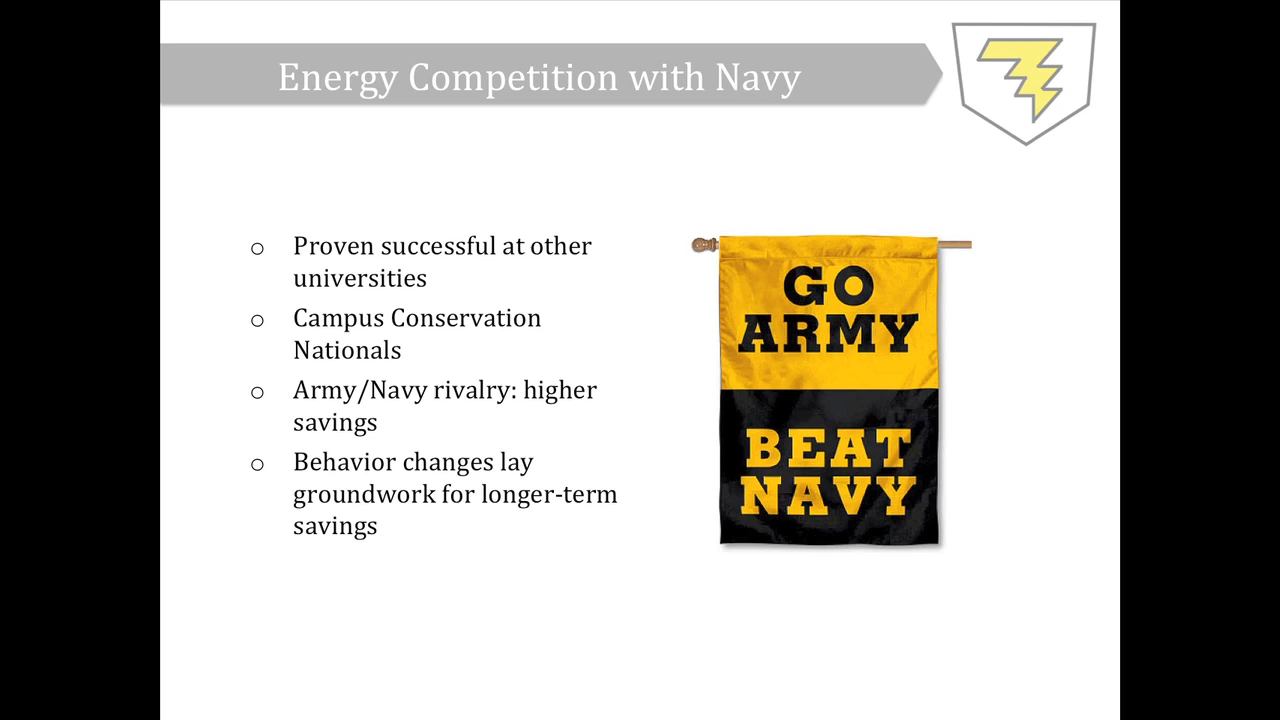 Energy Competition with Navy
Proven successful at other
universities
Campus Conservation
Nationals
Army/Navy rivalry: higher
savings
Behavior changes lay
groundwork for longer-term
savings
GO
ARMY
BEAT
NAVY